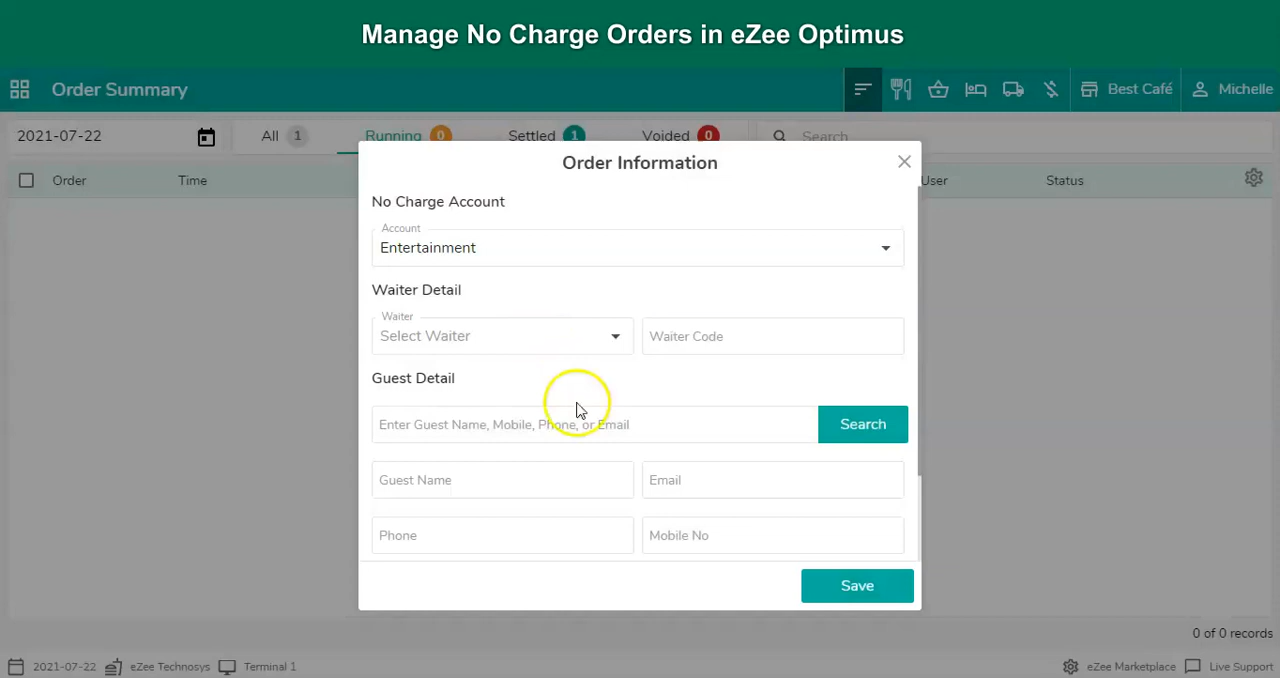 Manage No Charge Orders in eZee Optimus
Order Summary
Best Café
Michelle
2021-07-22
All 1
Running 0
Settled 1
Voided 0
Search
Order
Time
User
Status
Order Information
No Charge Account
Account
Entertainment
Waiter Detail
Waiter
Select Waiter
Waiter Code
Guest Detail
Enter Guest Name, Mobile, Phone, or Email
Search
Guest Name
Email
Phone
Mobile No
Save
0 of 0 records
2021-07-22
eZee Technosys
Terminal 1
eZee Marketplace
Live Support